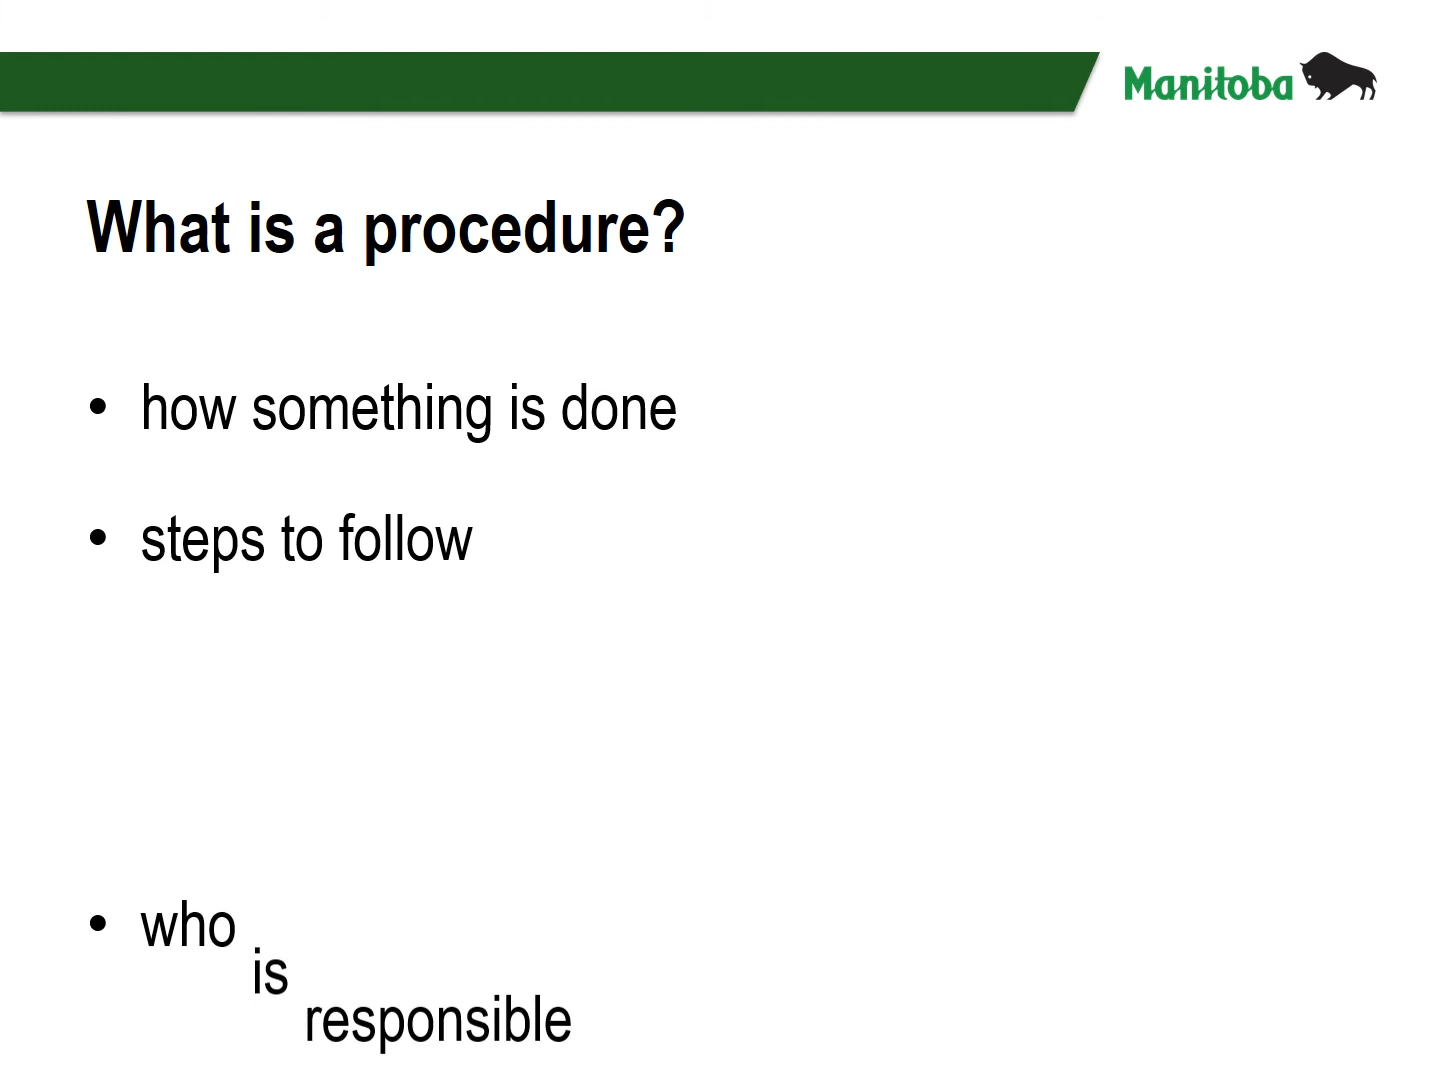 Manitoba
What is a procedure?
• how something is done
• steps to follow
• who
is
responsible